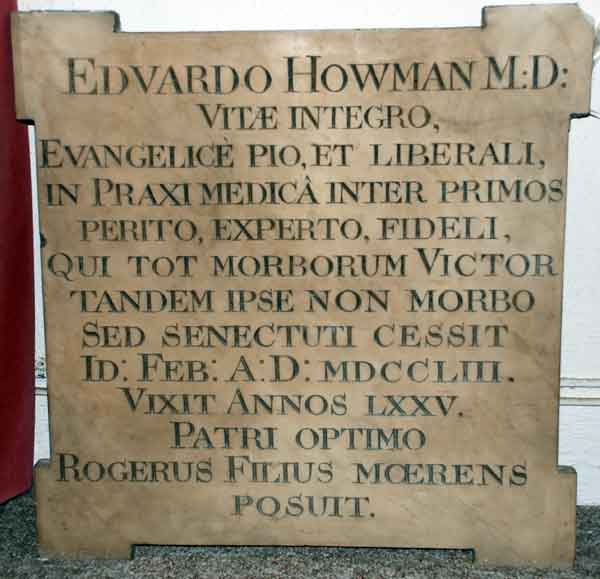 EDVARDO HOWMAN M:D:
VITÆ INTEGRO,
EVANGELICÈ PIO, ET LIBERALI,
IN PRAXI MEDICÂ INTER PRIMOS
PERITO, EXPERTO, FIDELI,
QUI TOT MORBORUM VICTOR
TANDEM IPSE NON MORBO
SED SENECTUTI CESSIT
ID: FEB: A:D: MDCCLIII.
VIXIT ANNOS LXXV.
PATRI OPTIMO
ROGERUS FILIUS MŒRENS
POSUIT.